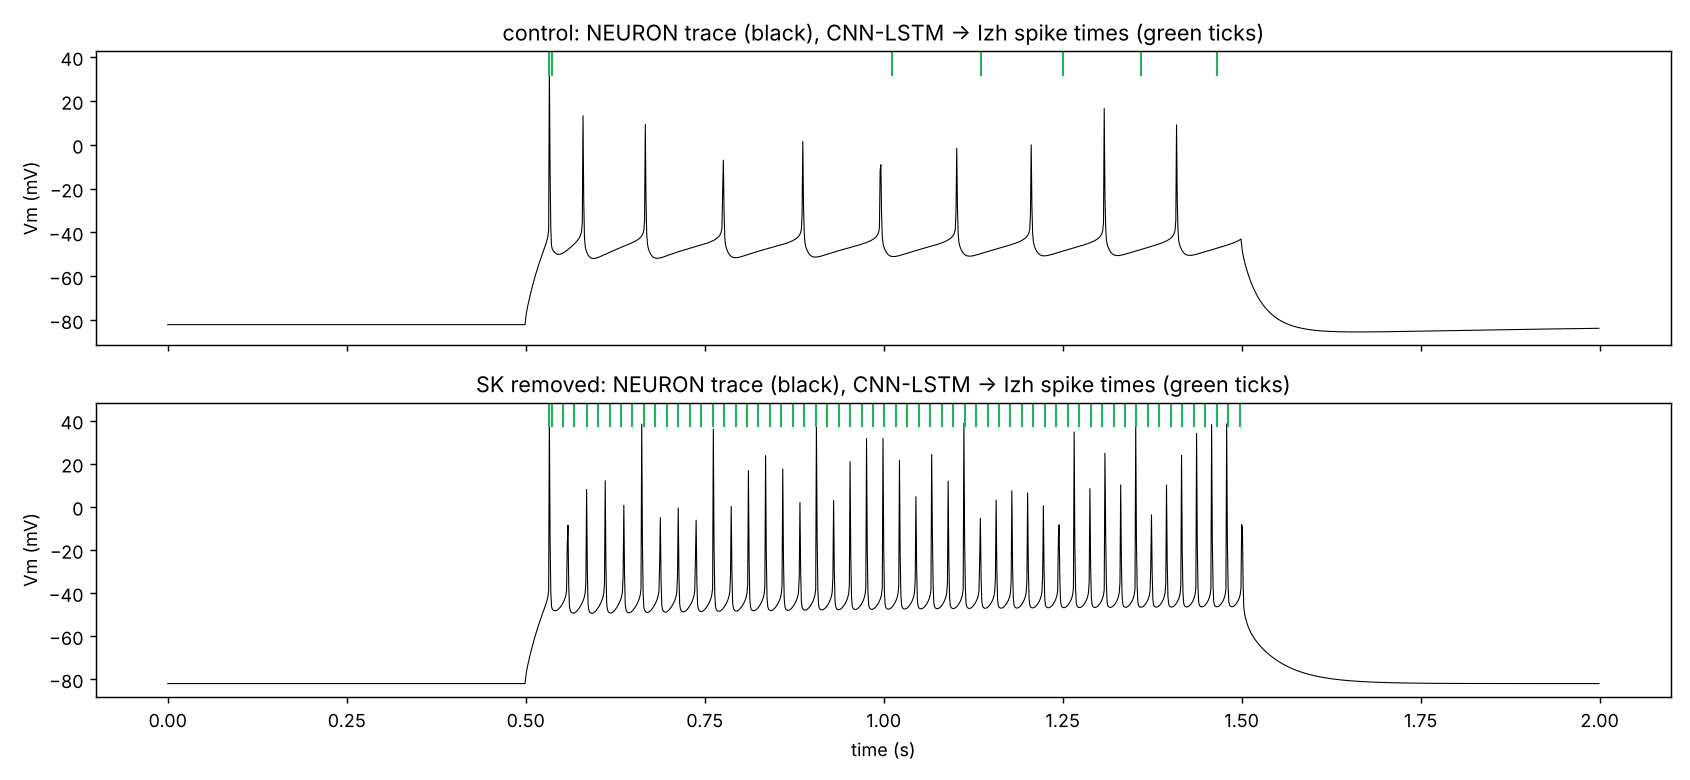 control: NEURON trace (black), CNN-LSTM → Izh spike times (green ticks)
40
20
0
−20
−40
−60
−80
Vm (mV)
SK removed: NEURON trace (black), CNN-LSTM → Izh spike times (green ticks)
40
20
0
−20
−40
−60
−80
Vm (mV)
0.00 0.25 0.50 0.75 1.00 1.25 1.50 1.75 2.00
time (s)